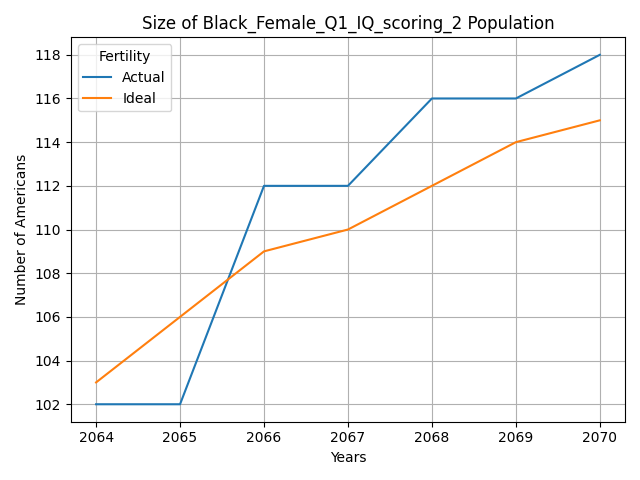 Size of Black_Female_Q1_IQ_scoring_2 Population
Fertility
Actual
Ideal
Number of Americans
118
116
114
112
110
108
106
104
102
2064 2065 2066 2067 2068 2069 2070
Years